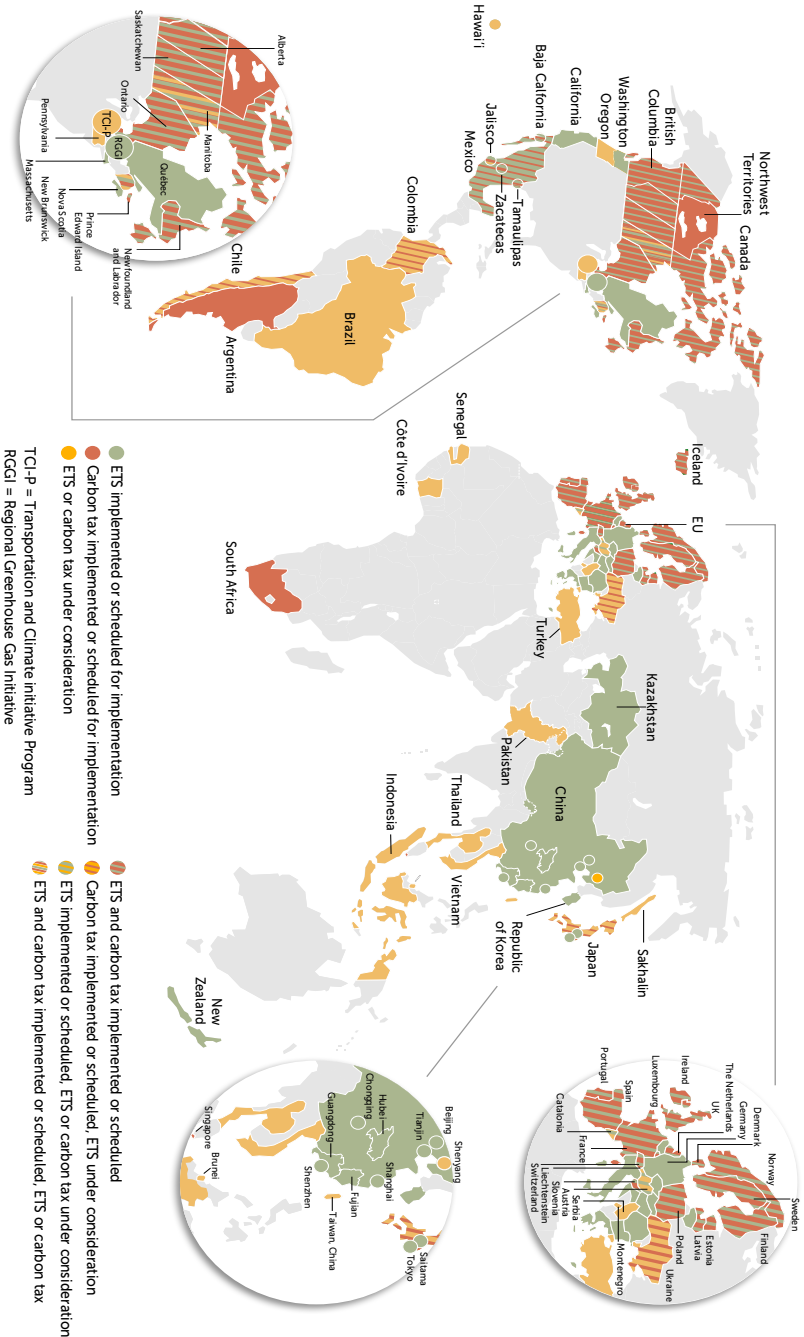 Hawai'i
Northwest
Territories
Canada
British
Columbia
Washington
Oregon
California
Baja Calfornia
Jalisco
Mexico
Zacatecas
Tamaulipas
Colombia
Brazil
Chile
Argentina
Saskatchewan
Alberta
Ontario
Manitoba
TCI-P
RGGI
Québec
Pennsylvania
Massachusetts
New Brunswick
Nova Scotia
Prince
Edward Island
Newfoundland
and Labrador
Iceland
EU
Senegal
Côte d'Ivoire
South Africa
Turkey
Kazakhstan
Pakistan
China
Thailand
Indonesia
Vietnam
Republic
of Korea
Japan
Sakhalin
New
Zealand
Sweden
Norway
Finland
Denmark
Germany
UK
The Netherlands
Ireland
Luxembourg
Spain
Portugal
Catalonia
France
Switzerland
Liechtenstein
Slovenia
Austria
Serbia
Montenegro
Ukraine
Poland
Latvia
Estonia
Beijing
Shenyang
Tianjin
Hubei
Chongqing
Guangdong
Shanghai
Fujian
Shenzhen
Taiwan, China
Saitama
Tokyo
Singapore
Brunei
ETS implemented or scheduled for implementation
Carbon tax implemented or scheduled for implementation
ETS or carbon tax under consideration
ETS and carbon tax implemented or scheduled
Carbon tax implemented or scheduled, ETS under consideration
ETS implemented or scheduled, ETS or carbon tax under consideration
ETS and carbon tax implemented or scheduled, ETS or carbon tax
TCI-P = Transportation and Climate initiative Program
RGGI = Regional Greenhouse Gas Initiative